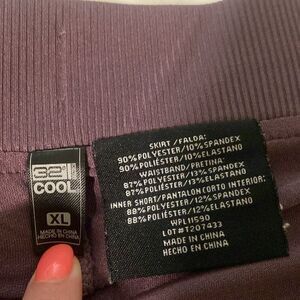 32°
COOL
XL
MADE IN CHINA
HECHO EN CHINA
SKIRT/FALDA:
90%POLYESTER/10%SPANDEX
90%POLIÉSTER/10%ELASTANO
WAISTBAND/PRETINA:
87%POLYESTER/13%SPANDEX
87%POLIÉSTER/13%ELASTANO
INNER SHORT/PANTALON CORTO INTERIOR:
88%POLYESTER/12%SPANDEX
88%POLIÉSTER/12%ELASTANO
WPL11590
LOT#T207433
MADE IN CHINA
HECHO EN CHINA